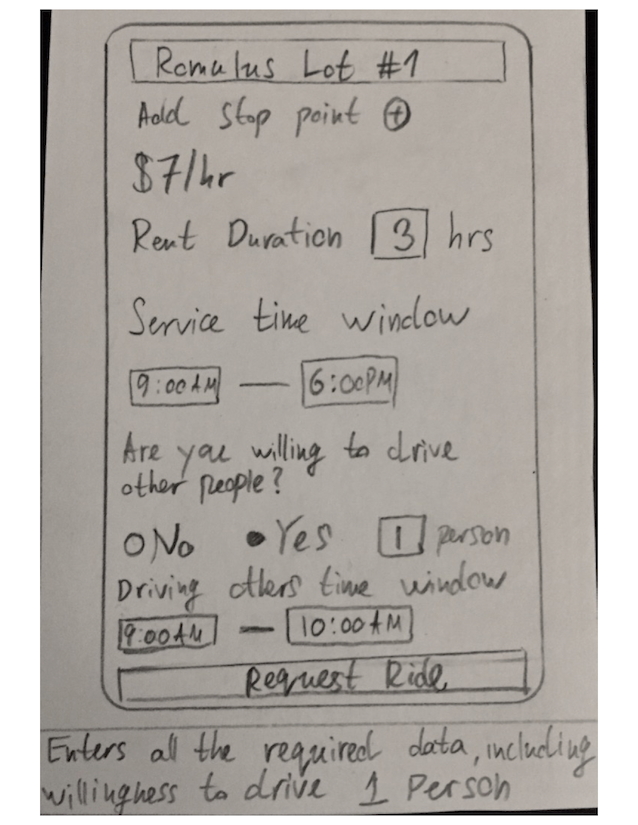 Romulus Lot #1
Add stop point ⊕
$7/hr
Rent Duration 3 hrs
Service time window
9:00AM — 6:00PM
Are you willing to drive
other people?
○No ●Yes 1 person
Driving others time window
9:00AM — 10:00AM
Request Ride
Enters all the required data, including
willingness to drive 1 Person